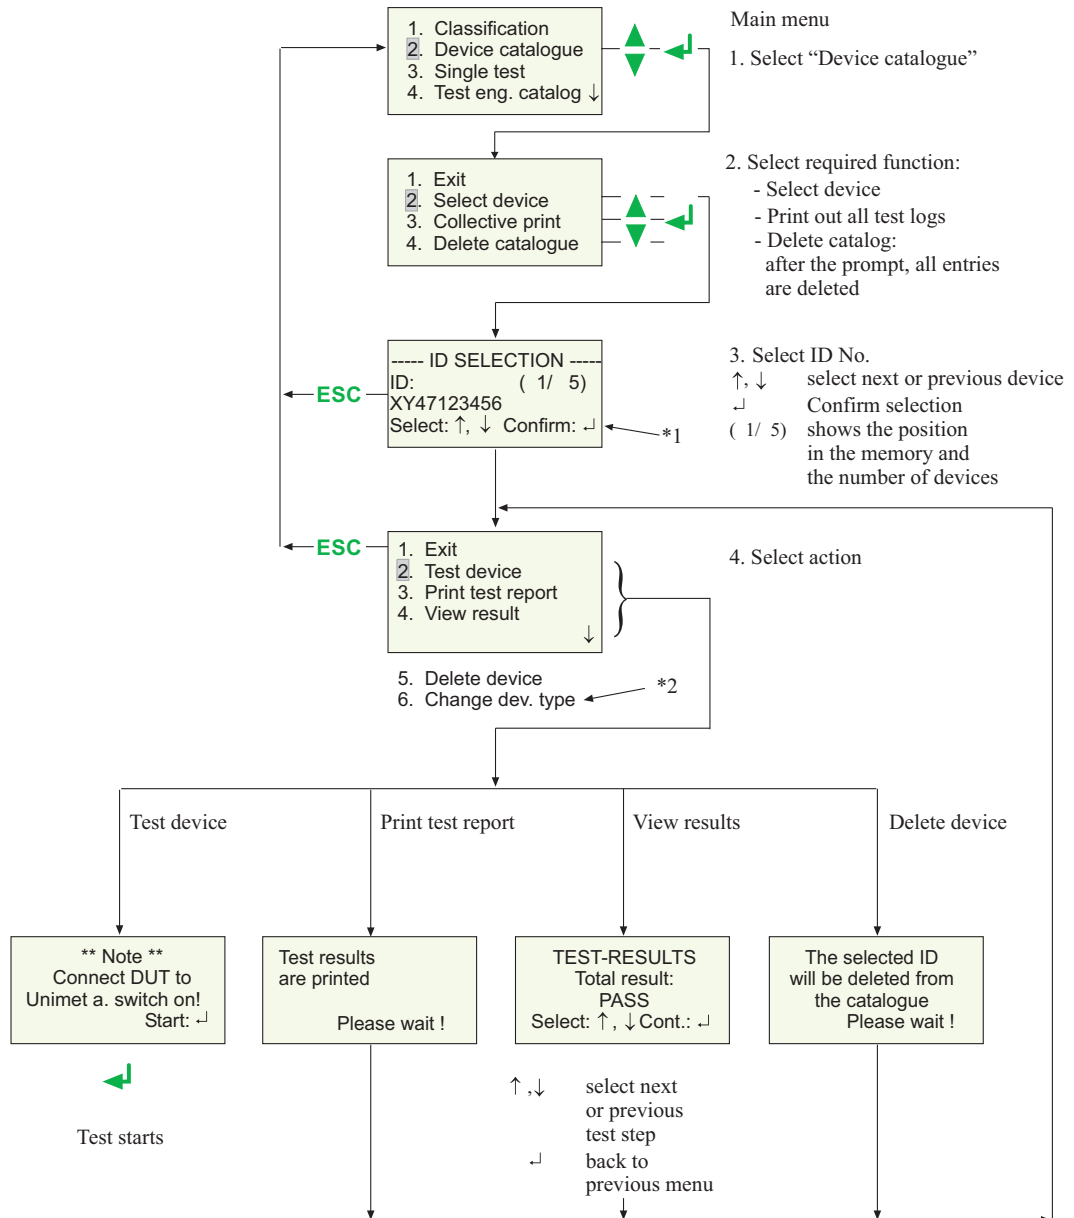 1. Classification
2. Device catalogue
3. Single test
4. Test eng. catalog ↓
Main menu
1. Select “Device catalogue”
1. Exit
2. Select device
3. Collective print
4. Delete catalogue
2. Select required function:
- Select device
- Print out all test logs
- Delete catalog:
after the prompt, all entries
are deleted
----- ID SELECTION -----
ID: ( 1/ 5)
XY47123456
Select: ↑, ↓ Confirm: ↵
ESC
*1
3. Select ID No.
↑, ↓ select next or previous device
↵ Confirm selection
( 1/ 5) shows the position
in the memory and
the number of devices
ESC
1. Exit
2. Test device
3. Print test report
4. View result
↓
5. Delete device
6. Change dev. type
*2
4. Select action
Test device
Print test report
View results
Delete device
** Note **
Connect DUT to
Unimet a. switch on!
Start: ↵
Test starts
Test results
are printed
Please wait !
TEST-RESULTS
Total result:
PASS
Select: ↑ , ↓ Cont.: ↵
↑ ,↓ select next
or previous
test step
↵ back to
previous menu
The selected ID
will be deleted from
the catalogue
Please wait !